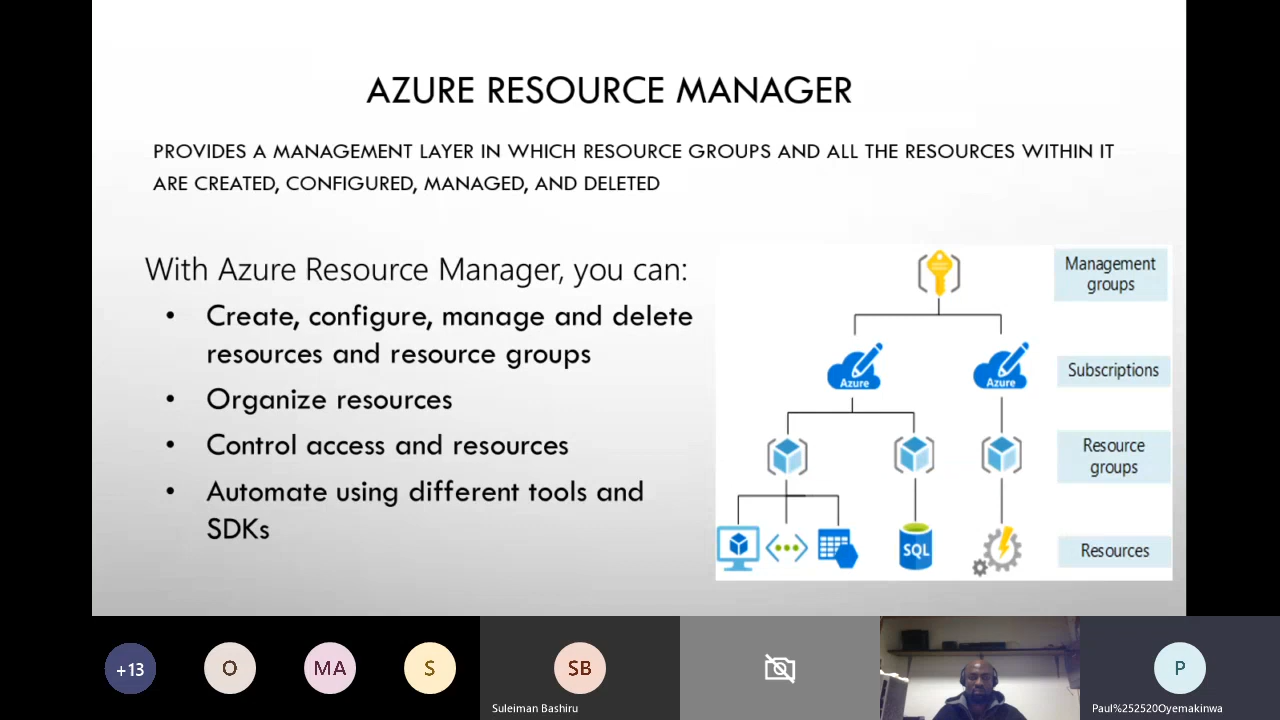 AZURE RESOURCE MANAGER
PROVIDES A MANAGEMENT LAYER IN WHICH RESOURCE GROUPS AND ALL THE RESOURCES WITHIN IT
ARE CREATED, CONFIGURED, MANAGED, AND DELETED
With Azure Resource Manager, you can:
• Create, configure, manage and delete
resources and resource groups
• Organize resources
• Control access and resources
• Automate using different tools and
SDKs
Management
groups
Azure
Azure
Subscriptions
Resource
groups
SQL
Resources
+13
O
MA
S
SB
Suleiman Bashiru
P
Paul%252520Oyemakinwa